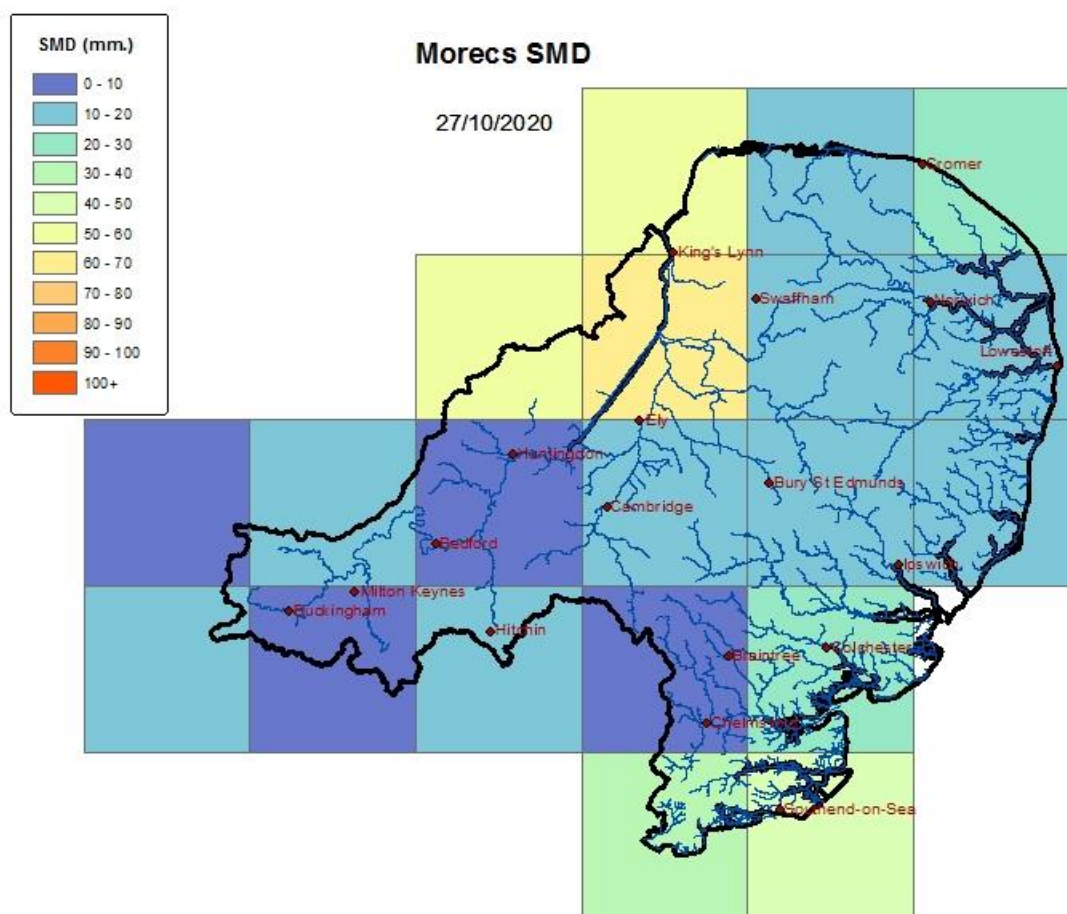 SMD (mm.)
0 - 10
10 - 20
20 - 30
30 - 40
40 - 50
50 - 60
60 - 70
70 - 80
80 - 90
90 - 100
100+
Morecs SMD
27/10/2020
Cromer
King's Lynn
Swaffham
Norwich
Lowestoft
Ely
Huntingdon
Bury St Edmunds
Cambridge
Bedford
Ipswich
Milton Keynes
Buckingham
Hitchin
Braintree
Colchester
Chelmsford
Southend-on-Sea